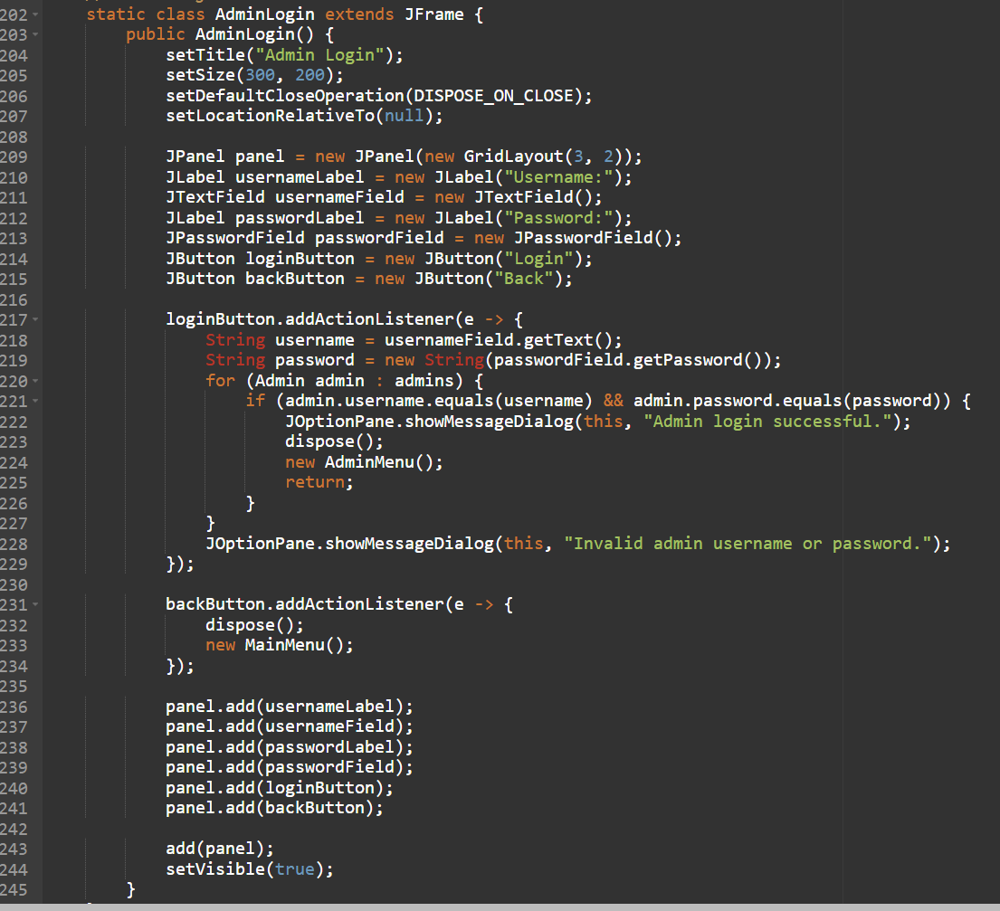 202 static class AdminLogin extends JFrame {
203 public AdminLogin() {
204 setTitle("Admin Login");
205 setSize(300, 200);
206 setDefaultCloseOperation(DISPOSE_ON_CLOSE);
207 setLocationRelativeTo(null);
208
209 JPanel panel = new JPanel(new GridLayout(3, 2));
210 JLabel usernameLabel = new JLabel("Username:");
211 JTextField usernameField = new JTextField();
212 JLabel passwordLabel = new JLabel("Password:");
213 JPasswordField passwordField = new JPasswordField();
214 JButton loginButton = new JButton("Login");
215 JButton backButton = new JButton("Back");
216
217 loginButton.addActionListener(e -> {
218 String username = usernameField.getText();
219 String password = new String(passwordField.getPassword());
220 for (Admin admin : admins) {
221 if (admin.username.equals(username) && admin.password.equals(password)) {
222 JOptionPane.showMessageDialog(this, "Admin login successful.");
223 dispose();
224 new AdminMenu();
225 return;
226 }
227 }
228 JOptionPane.showMessageDialog(this, "Invalid admin username or password.");
229 });
230
231 backButton.addActionListener(e -> {
232 dispose();
233 new MainMenu();
234 });
235
236 panel.add(usernameLabel);
237 panel.add(usernameField);
238 panel.add(passwordLabel);
239 panel.add(passwordField);
240 panel.add(loginButton);
241 panel.add(backButton);
242
243 add(panel);
244 setVisible(true);
245 }